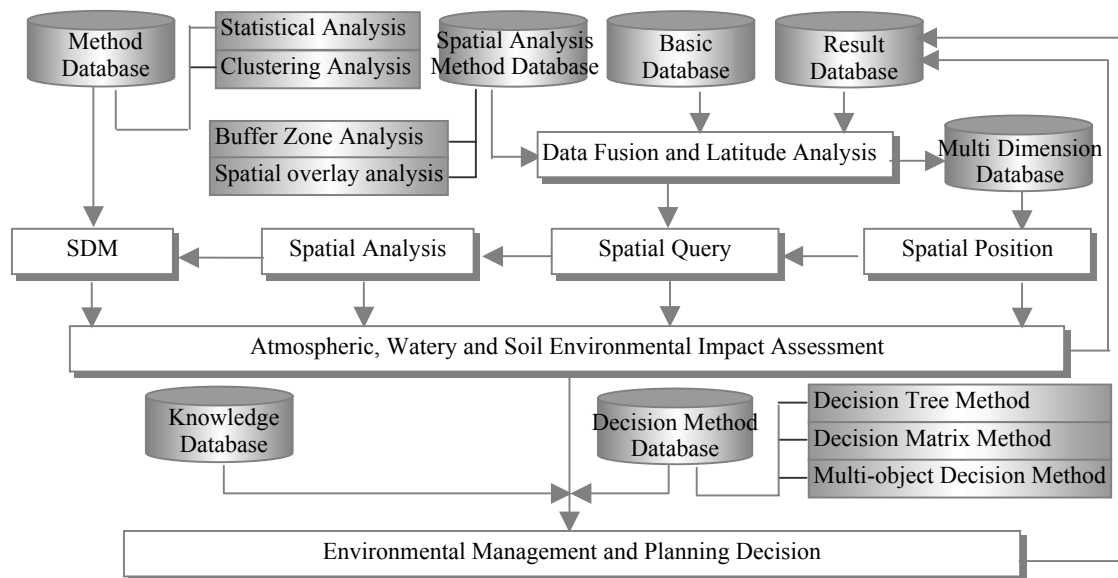 Method
Database
Statistical Analysis
Clustering Analysis
Spatial Analysis
Method Database
Basic
Database
Result
Database
Buffer Zone Analysis
Spatial overlay analysis
Data Fusion and Latitude Analysis
Multi Dimension
Database
SDM
Spatial Analysis
Spatial Query
Spatial Position
Atmospheric, Watery and Soil Environmental Impact Assessment
Knowledge
Database
Decision Method
Database
Decision Tree Method
Decision Matrix Method
Multi-object Decision Method
Environmental Management and Planning Decision